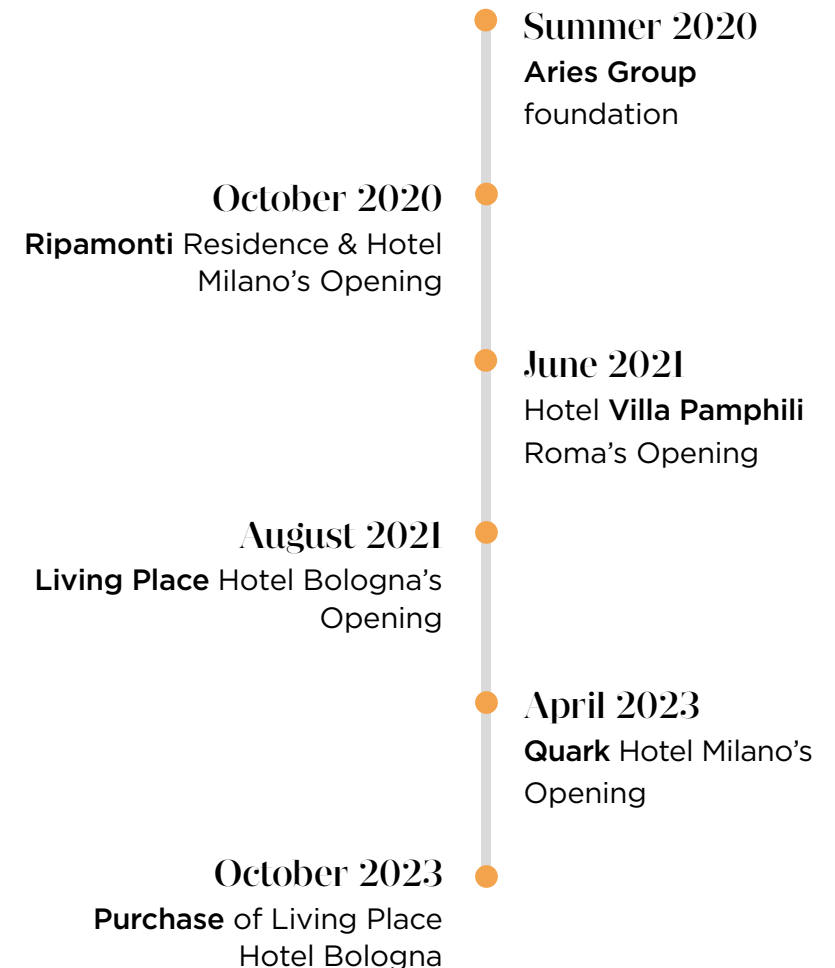 Summer 2020
Aries Group
foundation
October 2020
Ripamonti Residence & Hotel
Milano’s Opening
June 2021
Hotel Villa Pamphili
Roma’s Opening
August 2021
Living Place Hotel Bologna’s
Opening
April 2023
Quark Hotel Milano’s
Opening
October 2023
Purchase of Living Place
Hotel Bologna